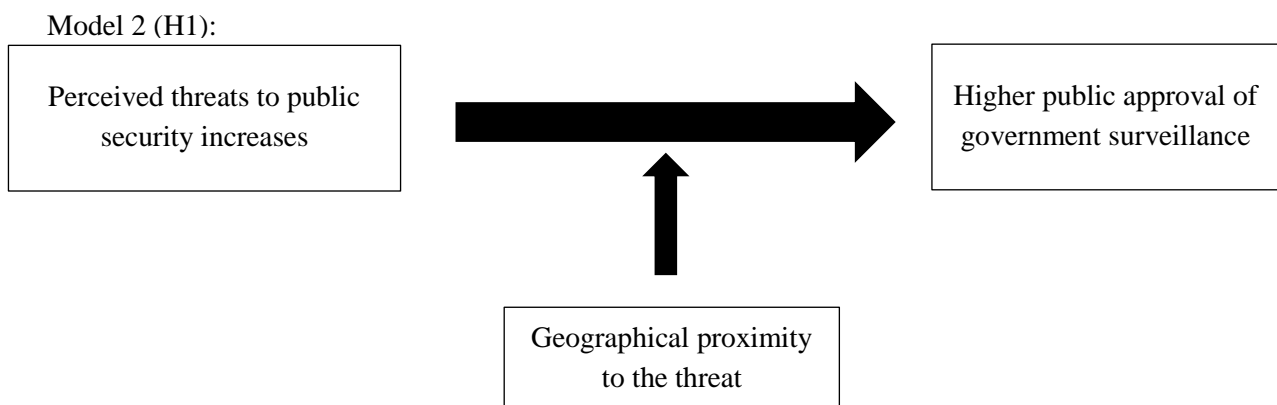 Model 2 (H1):
Perceived threats to public
security increases
Higher public approval of
government surveillance
Geographical proximity
to the threat